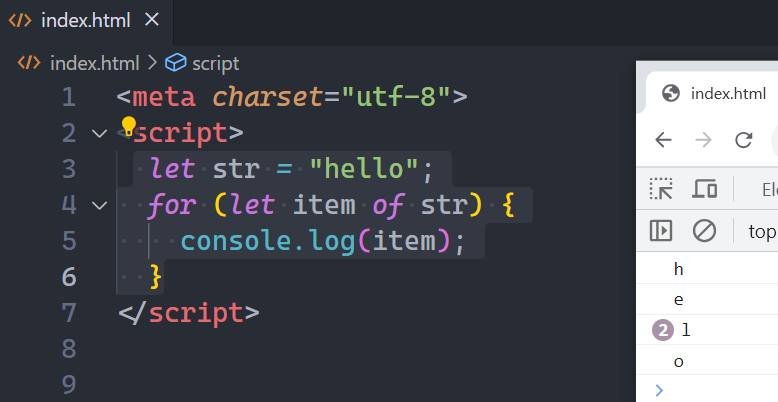 index.html
index.html > script
1 <meta charset="utf-8">
2 <script>
3 let str = "hello";
4 for (let item of str) {
5 console.log(item);
6 }
7 </script>
8
9
index.html
top
h
e
2 l
o